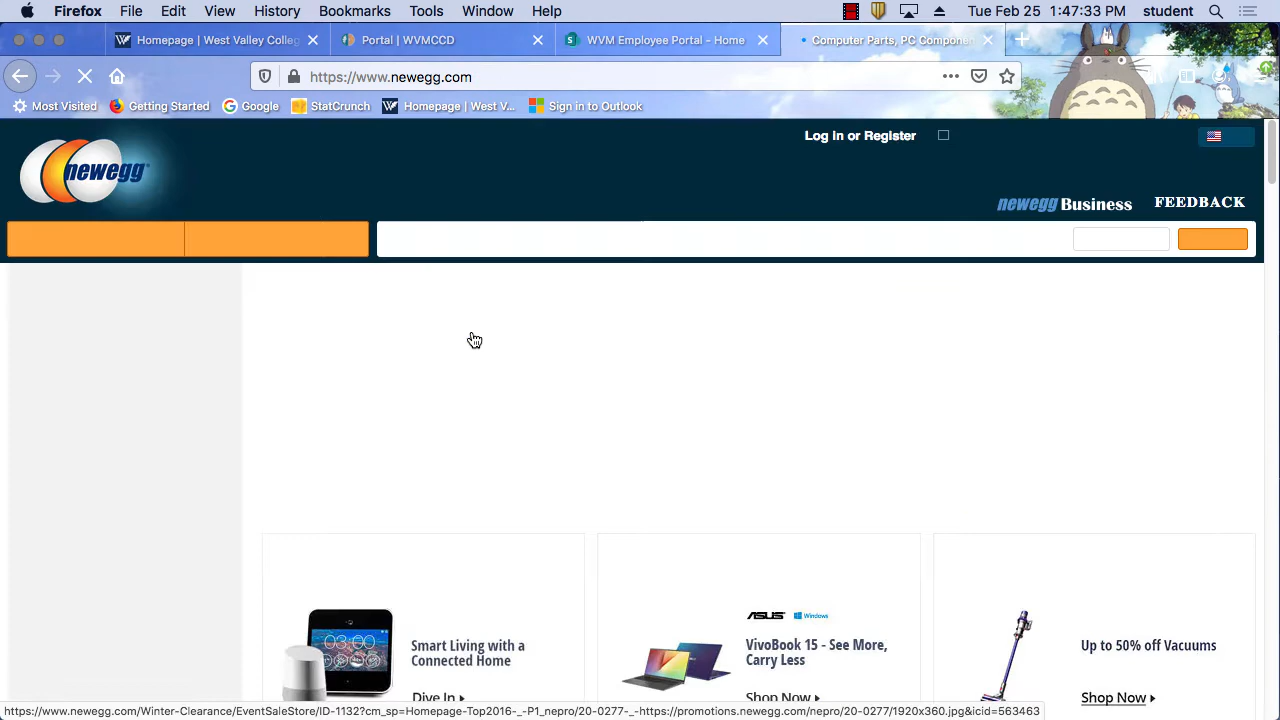 Firefox File Edit View History Bookmarks Tools Window Help Tue Feb 25 1:47:33 PM student
Homepage | West Valley Colleg Portal | WVMCCD WVM Employee Portal - Home Computer Parts, PC Componen
https://www.newegg.com
Most Visited Getting Started Google StatCrunch Homepage | West V... Sign in to Outlook
Log in or Register
newegg
newegg Business FEEDBACK
ASUS Windows
Smart Living with a
Connected Home
Dive In
VivoBook 15 - See More,
Carry Less
Shop Now
Up to 50% off Vacuums
Shop Now
03:00
https://www.newegg.com/Winter-Clearance/EventSaleStore/ID-1132?cm_sp=Homepage-Top2016-_-P1_nepro/20-0277-_-https://promotions.newegg.com/nepro/20-0277/1920x360.jpg&icid=563463